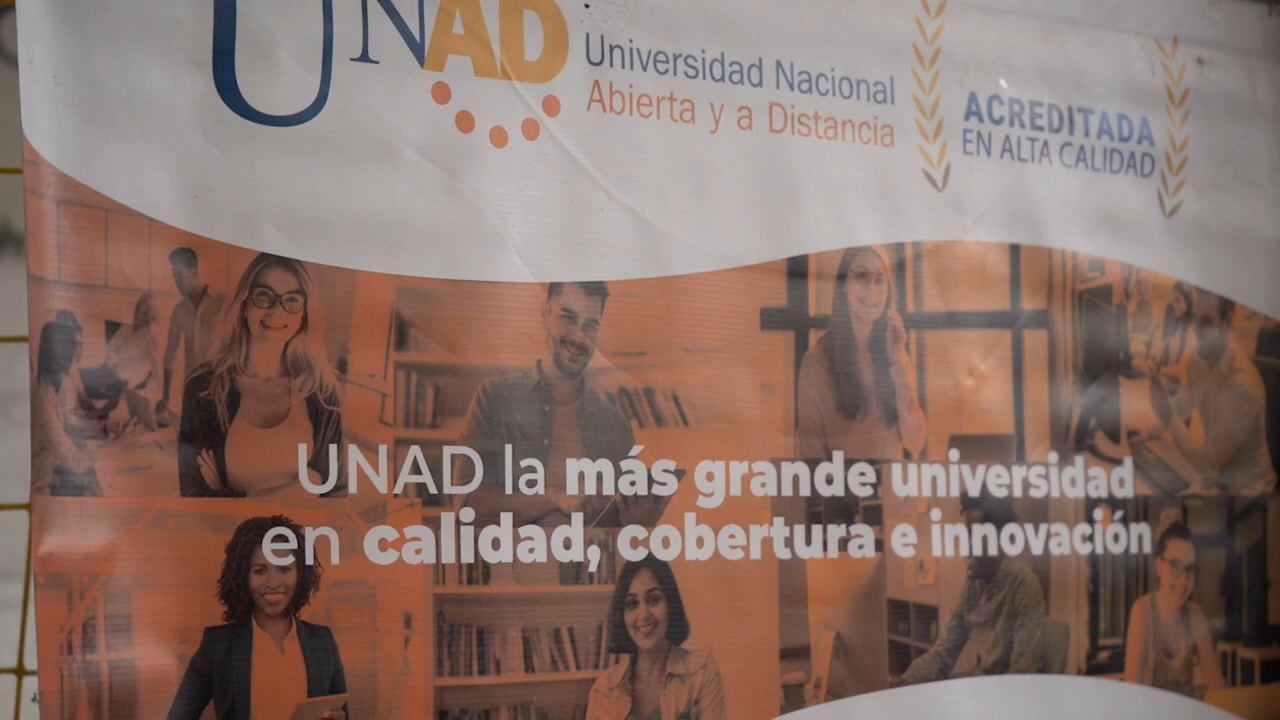 UNAD
Universidad Nacional
Abierta y a Distancia
ACREDITADA
EN ALTA CALIDAD
UNAD la más grande universidad
en calidad, cobertura e innovación